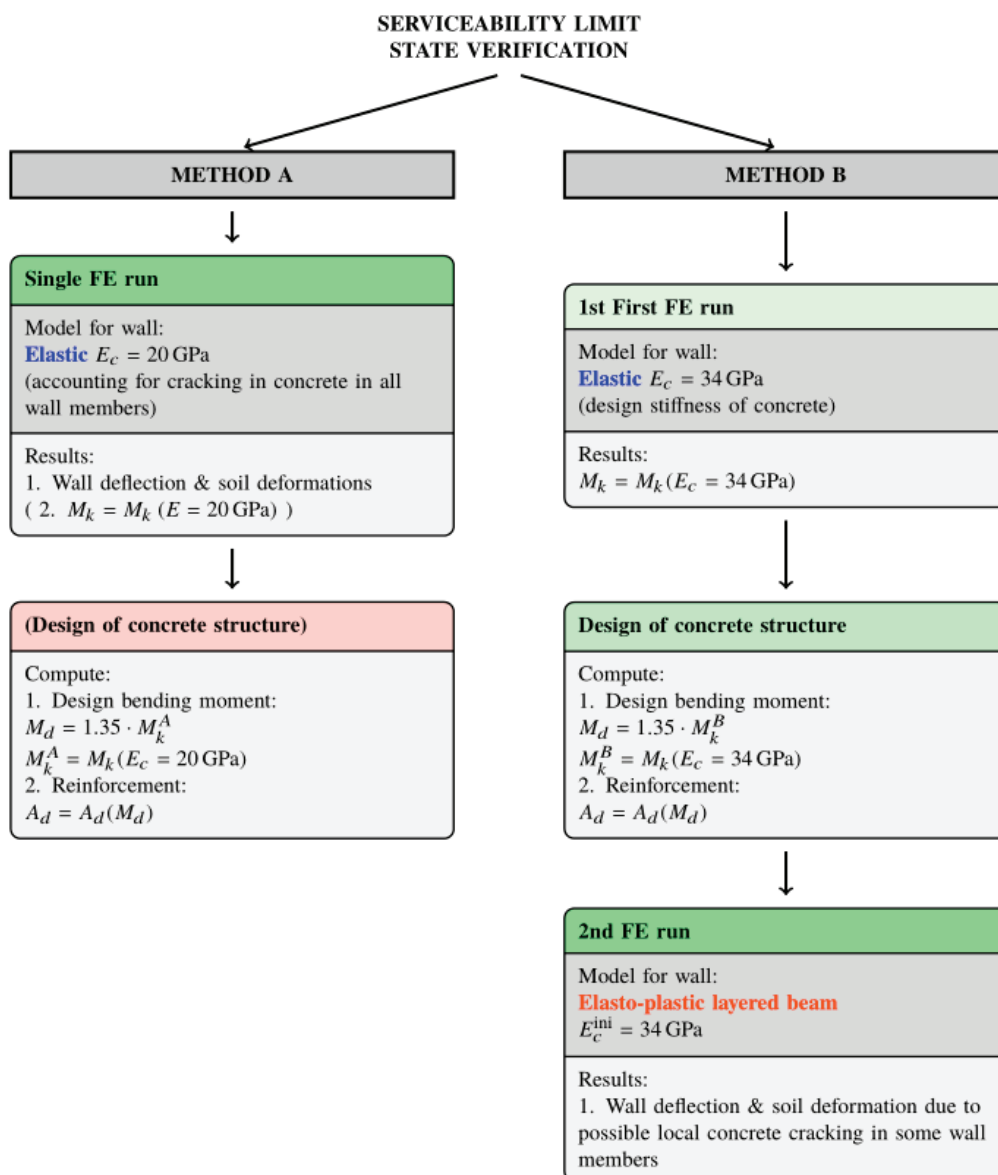 SERVICEABILITY LIMIT
STATE VERIFICATION
METHOD A
Single FE run
Model for wall:
Elastic E_c = 20 GPa
(accounting for cracking in concrete in all
wall members)
Results:
1. Wall deflection & soil deformations
( 2. M_k = M_k (E = 20 GPa) )
(Design of concrete structure)
Compute:
1. Design bending moment:
M_d = 1.35 · M_k^A
M_k^A = M_k(E_c = 20 GPa)
2. Reinforcement:
A_d = A_d(M_d)
METHOD B
1st First FE run
Model for wall:
Elastic E_c = 34 GPa
(design stiffness of concrete)
Results:
M_k = M_k(E_c = 34 GPa)
Design of concrete structure
Compute:
1. Design bending moment:
M_d = 1.35 · M_k^B
M_k^B = M_k(E_c = 34 GPa)
2. Reinforcement:
A_d = A_d(M_d)
2nd FE run
Model for wall:
Elasto-plastic layered beam
E_c^ini = 34 GPa
Results:
1. Wall deflection & soil deformation due to
possible local concrete cracking in some wall
members